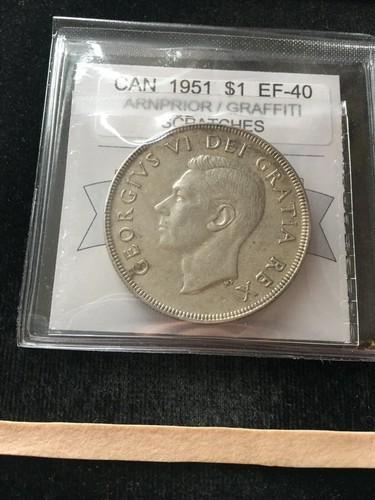 CAN 1951 $1 EF-40
ARNPRIOR / GRAFFITI
SCRATCHES
GEORGIVS VI DEI GRATIA REX